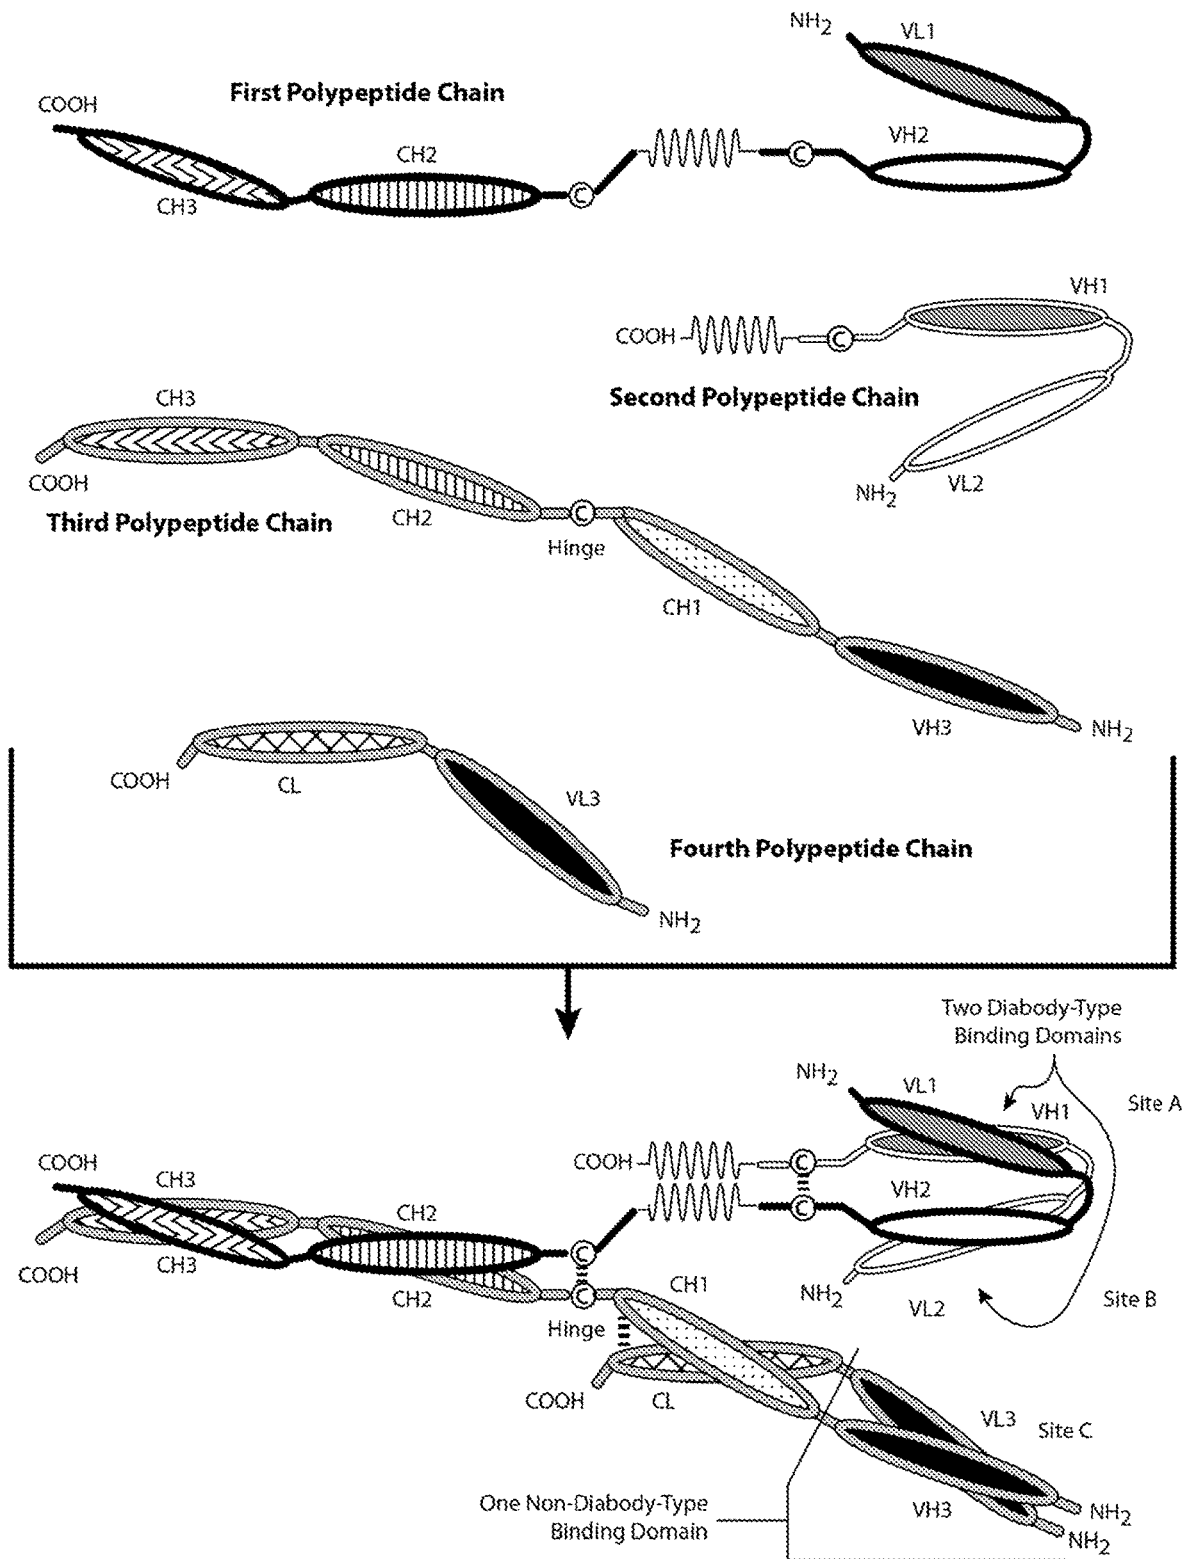 NH2
VL1
First Polypeptide Chain
COOH
CH2
VH2
C
C
CH3
VH1
COOH
C
Second Polypeptide Chain
CH3
VL2
NH2
COOH
Third Polypeptide Chain
CH2
C
Hinge
CH1
VH3
NH2
COOH
CL
VL3
Fourth Polypeptide Chain
NH2
Two Diabody-Type
Binding Domains
NH2
VL1
VH1
Site A
COOH
CH3
COOH
C
CH2
VH2
C
C
CH3
COOH
CH2
C
CH1
NH2
VL2
Site B
Hinge
COOH
CL
VL3
Site C
One Non-Diabody-Type
Binding Domain
VH3
NH2
NH2